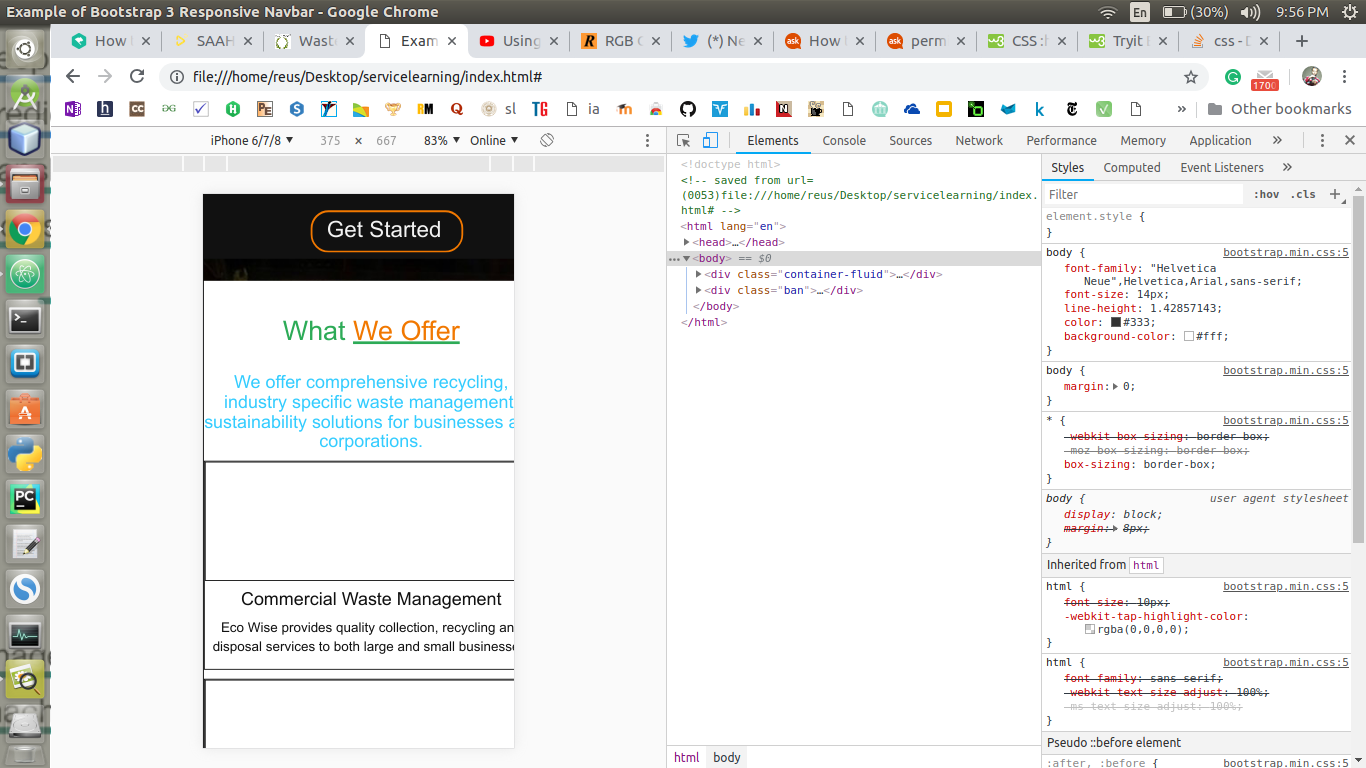 Example of Bootstrap 3 Responsive Navbar - Google Chrome
En
(30%)
9:56 PM
How
SAAH
Wast
Exam
Using
RGB
(*) Ne
How
perm
CSS :
Tryit
css -
file:///home/reus/Desktop/servicelearning/index.html#
1700
sl
ia
» Other bookmarks
iPhone 6/7/8 ▼ 375 × 667 83% ▼ Online ▼
Elements Console Sources Network Performance Memory Application »
Get Started
What We Offer
We offer comprehensive recycling,
industry specific waste management
sustainability solutions for businesses a
corporations.
Commercial Waste Management
Eco Wise provides quality collection, recycling an
disposal services to both large and small business
<!doctype html>
<!-- saved from url=
(0053)file:///home/reus/Desktop/servicelearning/index.
html# -->
<html lang="en">
<head>…</head>
<body> == $0
<div class="container-fluid">…</div>
<div class="ban">…</div>
</body>
</html>
html body
Styles Computed Event Listeners »
Filter :hov .cls +
element.style {
}
body { bootstrap.min.css:5
font-family: "Helvetica
Neue",Helvetica,Arial,sans-serif;
font-size: 14px;
line-height: 1.42857143;
color: #333;
background-color: #fff;
}
body { bootstrap.min.css:5
margin: 0;
}
* { bootstrap.min.css:5
-webkit-box-sizing: border-box;
-moz-box-sizing: border-box;
box-sizing: border-box;
}
body { user agent stylesheet
display: block;
margin: 8px;
}
Inherited from html
html { bootstrap.min.css:5
font-size: 10px;
-webkit-tap-highlight-color:
rgba(0,0,0,0);
}
html { bootstrap.min.css:5
font-family: sans-serif;
-webkit-text-size-adjust: 100%;
-ms-text-size-adjust: 100%;
}
Pseudo ::before element
:after, :before { bootstrap.min.css:5